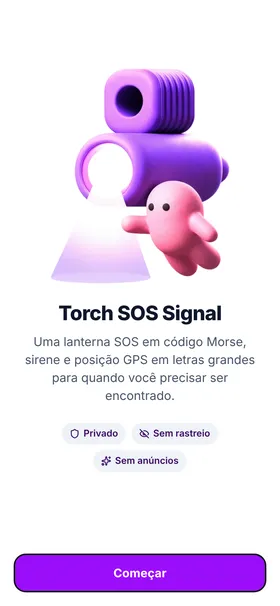 Torch SOS Signal
Uma lanterna SOS em código Morse,
sirene e posição GPS em letras grandes
para quando você precisar ser
encontrado.
Privado
Sem rastreio
Sem anúncios
Começar